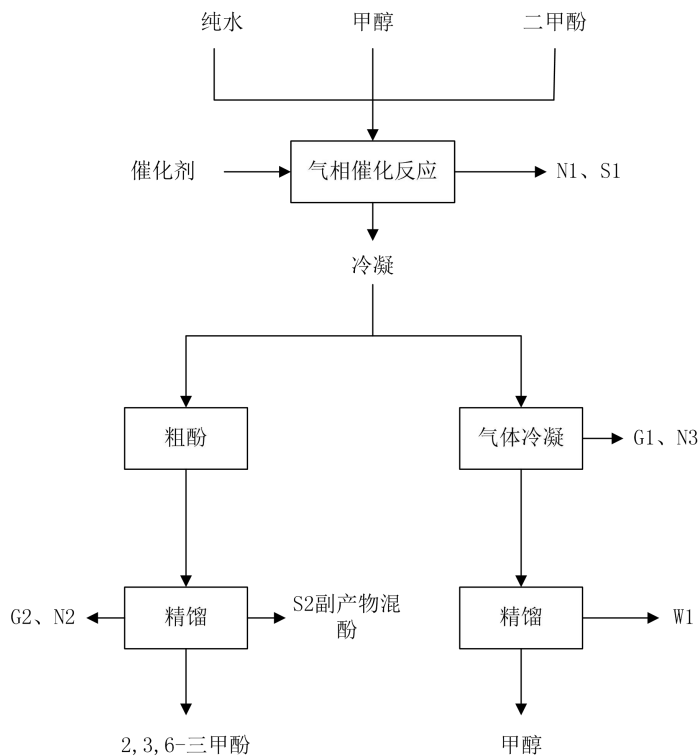 纯水
甲醇
二甲酚
催化剂
气相催化反应
N1、S1
冷凝
粗酚
气体冷凝
G1、N3
G2、N2
精馏
S2副产物混
酚
精馏
W1
2,3,6-三甲酚
甲醇